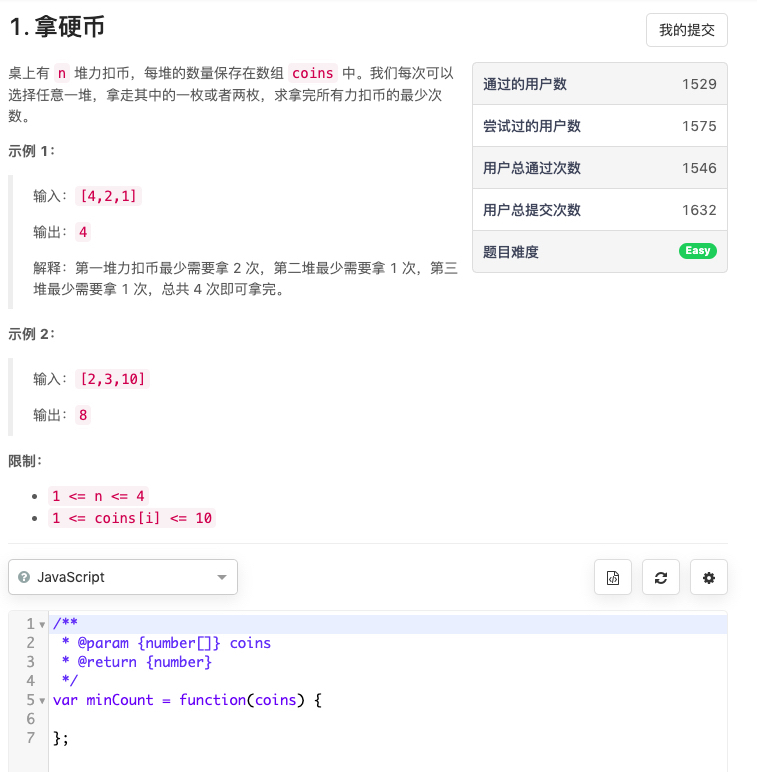 1. 拿硬币
我的提交
桌上有 n 堆力扣币，每堆的数量保存在数组 coins 中。我们每次可以
选择任意一堆，拿走其中的一枚或者两枚，求拿完所有力扣币的最少次
数。
示例 1：
输入：[4,2,1]
输出：4
解释：第一堆力扣币最少需要拿 2 次，第二堆最少需要拿 1 次，第三
堆最少需要拿 1 次，总共 4 次即可拿完。
示例 2：
输入：[2,3,10]
输出：8
限制：
1 <= n <= 4
1 <= coins[i] <= 10
通过的用户数 1529
尝试过的用户数 1575
用户总通过次数 1546
用户总提交次数 1632
题目难度 Easy
JavaScript
1 /**
2 * @param {number[]} coins
3 * @return {number}
4 */
5 var minCount = function(coins) {
6
7 };